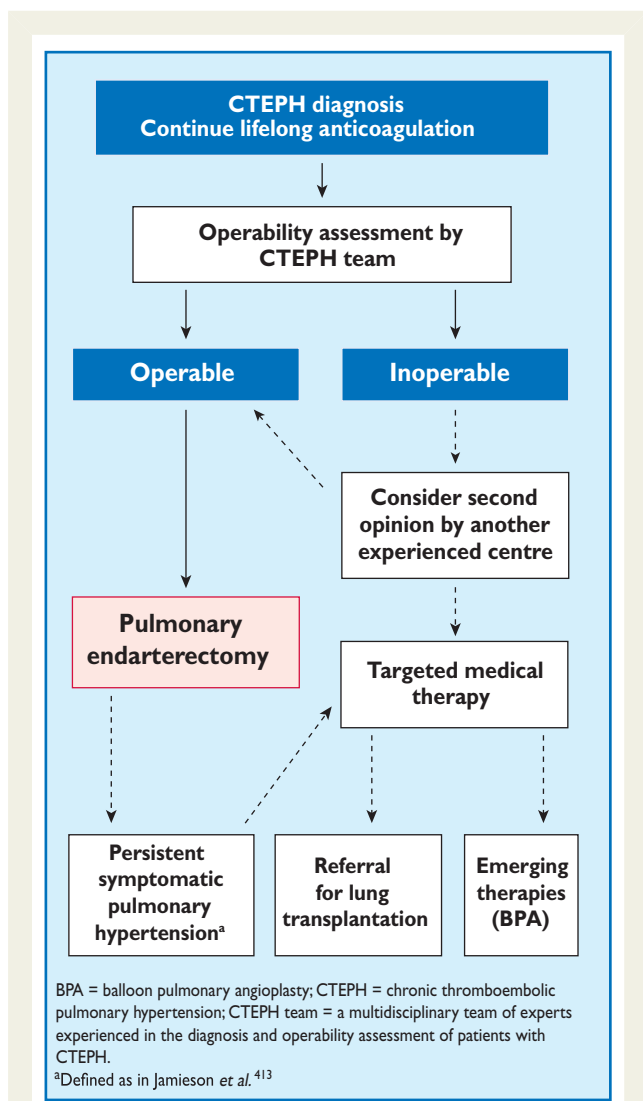 CTEPH diagnosis
Continue lifelong anticoagulation
Operability assessment by
CTEPH team
Operable
Inoperable
Consider second
opinion by another
experienced centre
Pulmonary
endarterectomy
Targeted medical
therapy
Persistent
symptomatic
pulmonary
hypertensionᵃ
Referral
for lung
transplantation
Emerging
therapies
(BPA)
BPA = balloon pulmonary angioplasty; CTEPH = chronic thromboembolic
pulmonary hypertension; CTEPH team = a multidisciplinary team of experts
experienced in the diagnosis and operability assessment of patients with
CTEPH.
ᵃDefined as in Jamieson et al.⁴¹³